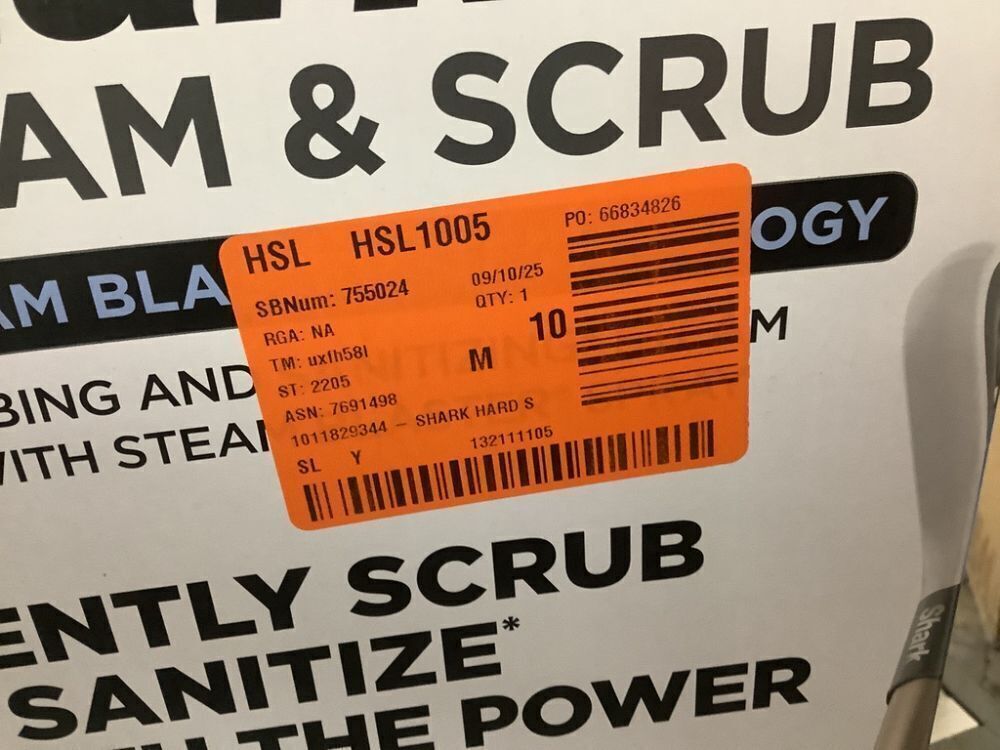 AM & SCRUB
HSL HSL1005 PO: 66834826
SBNum: 755024 09/10/25
QTY: 1
RGA: NA
10
TM: uxfh58l
M
ST: 2205
ASN: 7691498
1011829344 – SHARK HARD S
SL Y 132111105
AM BLA
OGY
BING AND
M
WITH STEAM
ENTLY SCRUB
SANITIZE*
THE POWER
Shark